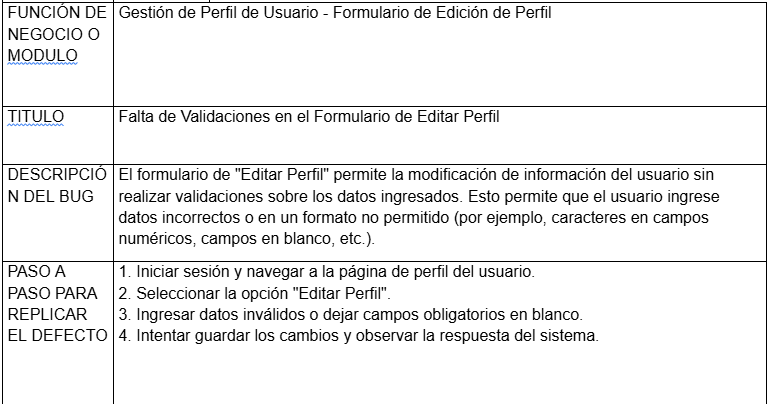 FUNCIÓN DE
NEGOCIO O
MODULO
Gestión de Perfil de Usuario - Formulario de Edición de Perfil
TITULO
Falta de Validaciones en el Formulario de Editar Perfil
DESCRIPCIÓ
N DEL BUG
El formulario de "Editar Perfil" permite la modificación de información del usuario sin
realizar validaciones sobre los datos ingresados. Esto permite que el usuario ingrese
datos incorrectos o en un formato no permitido (por ejemplo, caracteres en campos
numéricos, campos en blanco, etc.).
PASO A
PASO PARA
REPLICAR
EL DEFECTO
1. Iniciar sesión y navegar a la página de perfil del usuario.
2. Seleccionar la opción "Editar Perfil".
3. Ingresar datos inválidos o dejar campos obligatorios en blanco.
4. Intentar guardar los cambios y observar la respuesta del sistema.